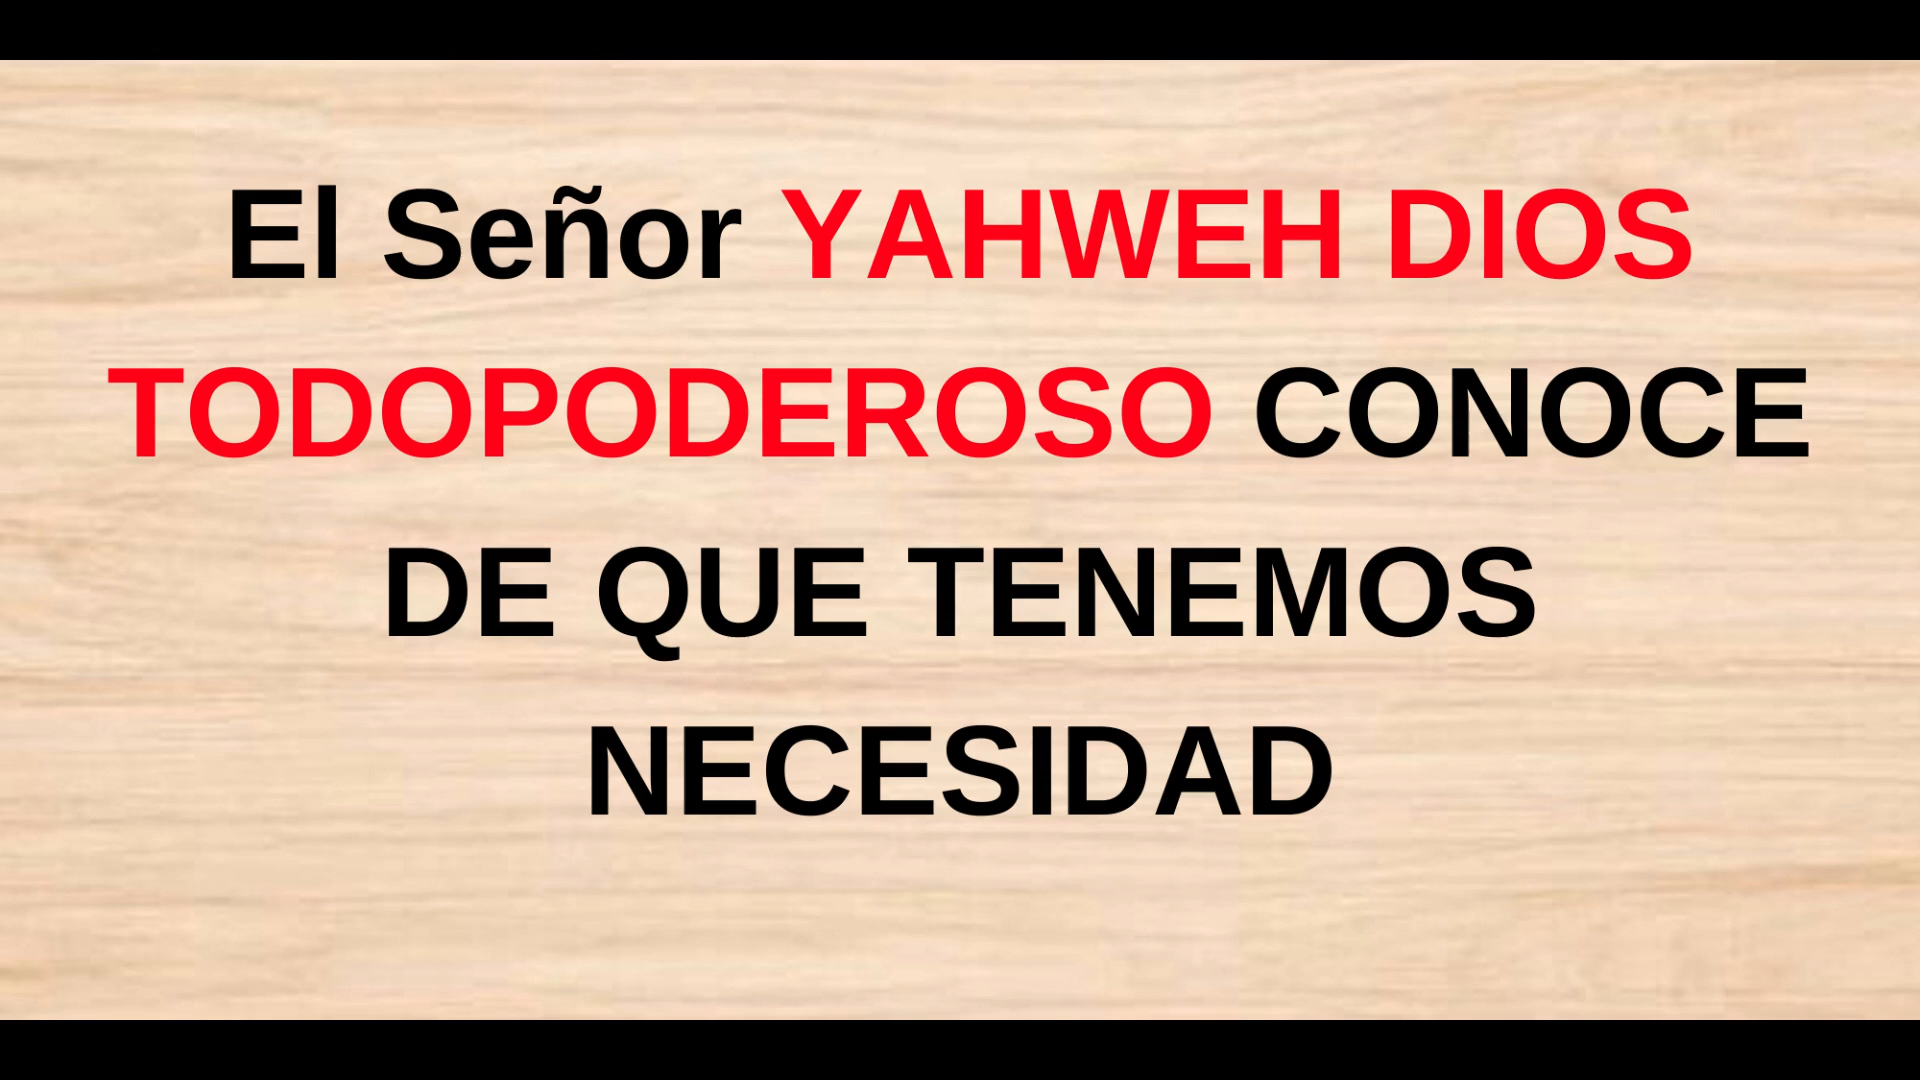 El Señor YAHWEH DIOS
TODOPODEROSO CONOCE
DE QUE TENEMOS
NECESIDAD